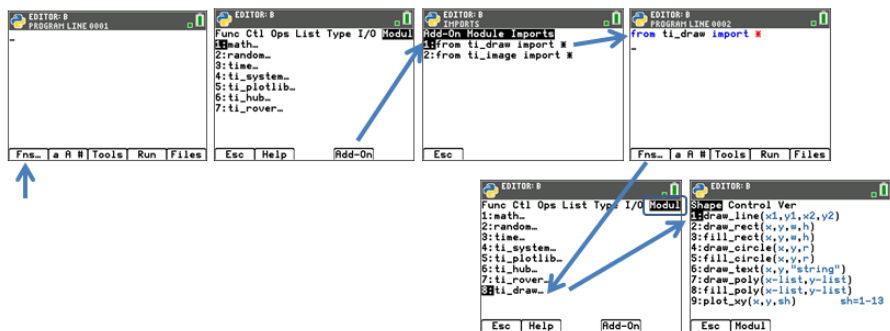 EDITOR: B
PROGRAM LINE 0001
Fns… a A # Tools Run Files
EDITOR: B
Func Ctl Ops List Type I/O Modul
1:math…
2:random…
3:time…
4:ti_system…
5:ti_plotlib…
6:ti_hub…
7:ti_rover…
Esc Help Add-On
EDITOR: B
IMPORTS
Add-On Module Imports
1:from ti_draw import *
2:from ti_image import *
Esc
EDITOR: B
PROGRAM LINE 0002
from ti_draw import *
Fns… a A # Tools Run Files
EDITOR: B
Func Ctl Ops List Type I/O Modul
1:math…
2:random…
3:time…
4:ti_system…
5:ti_plotlib…
6:ti_hub…
7:ti_rover…
8:ti_draw…
Esc Help Add-On
EDITOR: B
Shape Control Ver
1:draw_line(x1,y1,x2,y2)
2:draw_rect(x,y,w,h)
3:fill_rect(x,y,w,h)
4:draw_circle(x,y,r)
5:fill_circle(x,y,r)
6:draw_text(x,y,"string")
7:draw_poly(x-list,y-list)
8:fill_poly(x-list,y-list)
9:plot_xy(x,y,sh) sh=1-13
Esc Modul